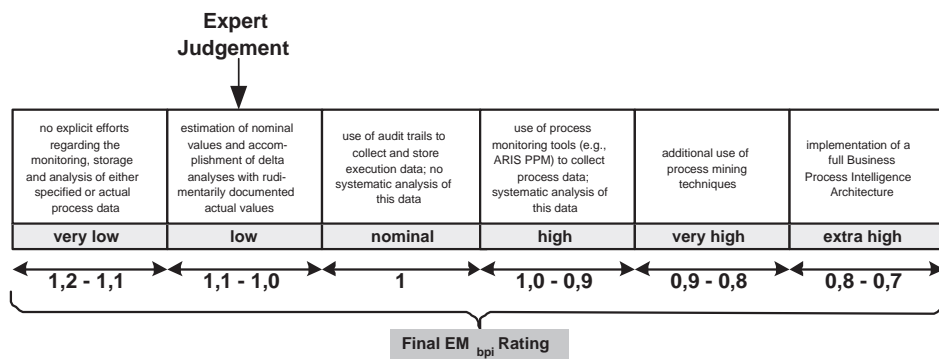 Expert
Judgement
no explicit efforts
regarding the
monitoring, storage
and analysis of either
specified or actual
process data
estimation of nominal
values and accom-
plishment of delta
analyses with rudi-
mentarily documented
actual values
use of audit trails to
collect and store
execution data; no
systematic analysis of
this data
use of process
monitoring tools (e.g.,
ARIS PPM) to collect
process data;
systematic analysis of
this data
additional use of
process mining
techniques
implementation of a
full Business
Process Intelligence
Architecture
very low
low
nominal
high
very high
extra high
1,2 - 1,1
1,1 - 1,0
1
1,0 - 0,9
0,9 - 0,8
0,8 - 0,7
Final EM bpi Rating